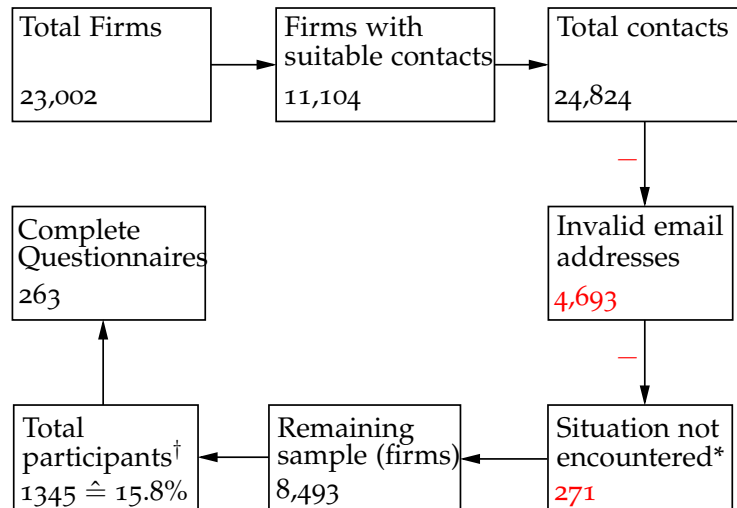 Total Firms
23,002
Firms with
suitable contacts
11,104
Total contacts
24,824
–
Invalid email
addresses
4,693
–
Situation not
encountered*
271
Remaining
sample (firms)
8,493
Total
participants†
1345 ≙ 15.8%
Complete
Questionnaires
263